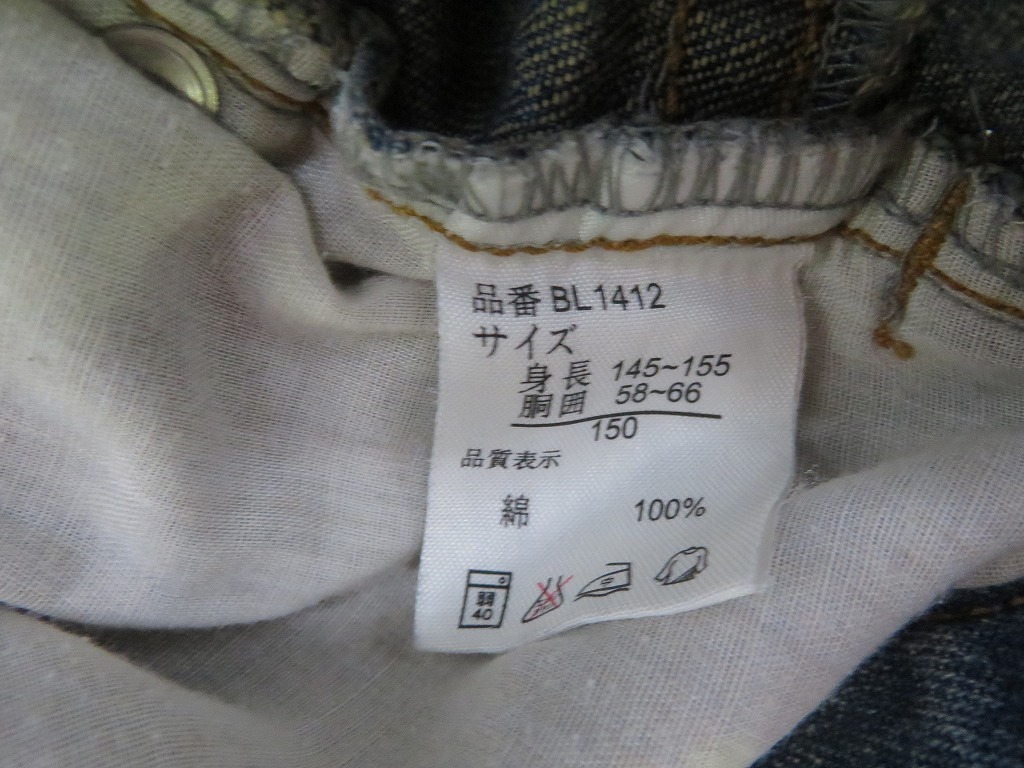 品番 BL1412
サイズ
身長 145~155
胴囲 58~66
150
品質表示
綿 100%
弱
40